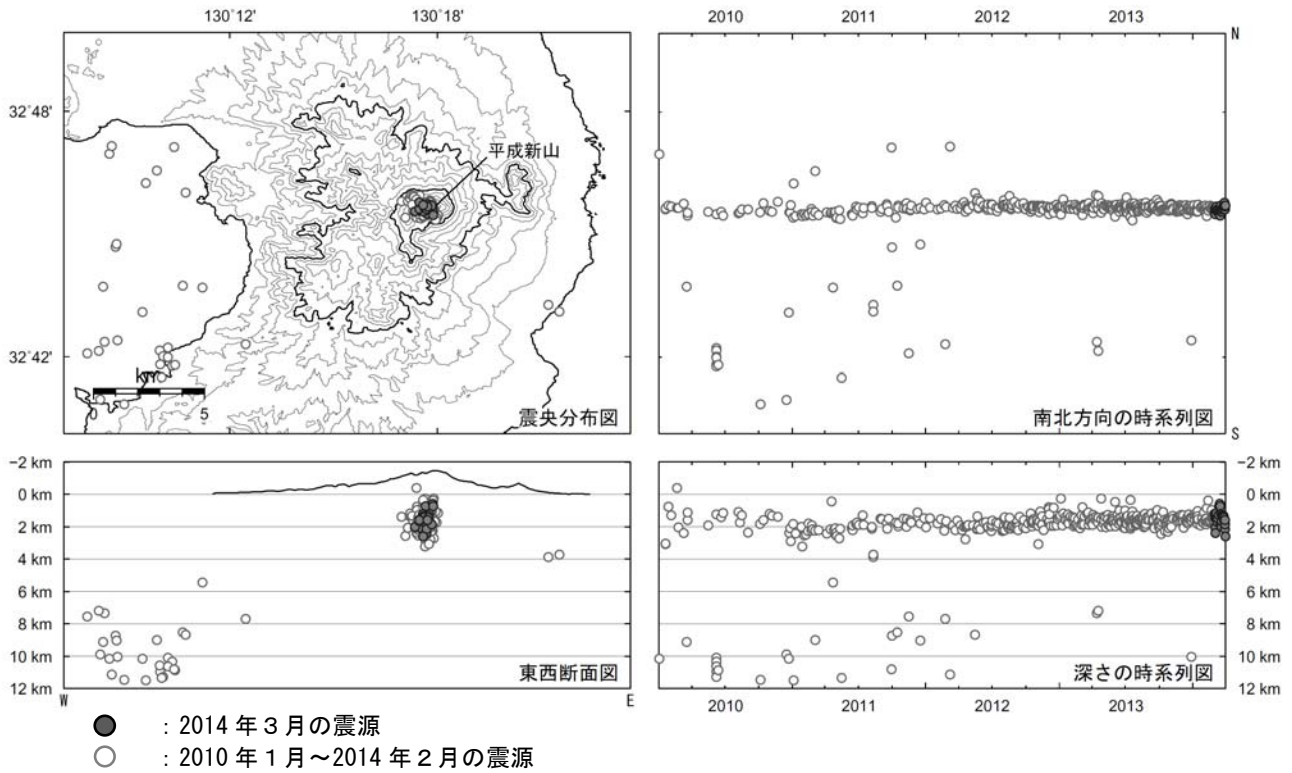 130˚12' 130˚18' 2010 2011 2012 2013
N
32˚48'
平成新山
32˚42'
km
0 5
震央分布図 南北方向の時系列図
S
−2 km −2 km
0 km 0 km
2 km 2 km
4 km 4 km
6 km 6 km
8 km 8 km
10 km 東西断面図 深さの時系列図 10 km
12 km 12 km
W E 2010 2011 2012 2013
: 2014 年３月の震源
: 2010 年１月～2014 年２月の震源